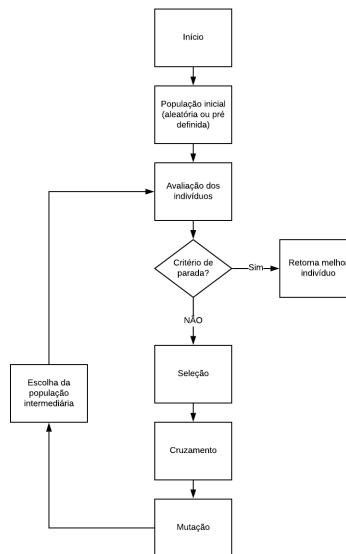 Início
População inicial
(aleatória ou pré
definida)
Avaliação dos
indivíduos
Critério de
parada?
Sim
Retorna melhor
indivíduo
NÃO
Seleção
Escolha da
população
intermediária
Cruzamento
Mutação